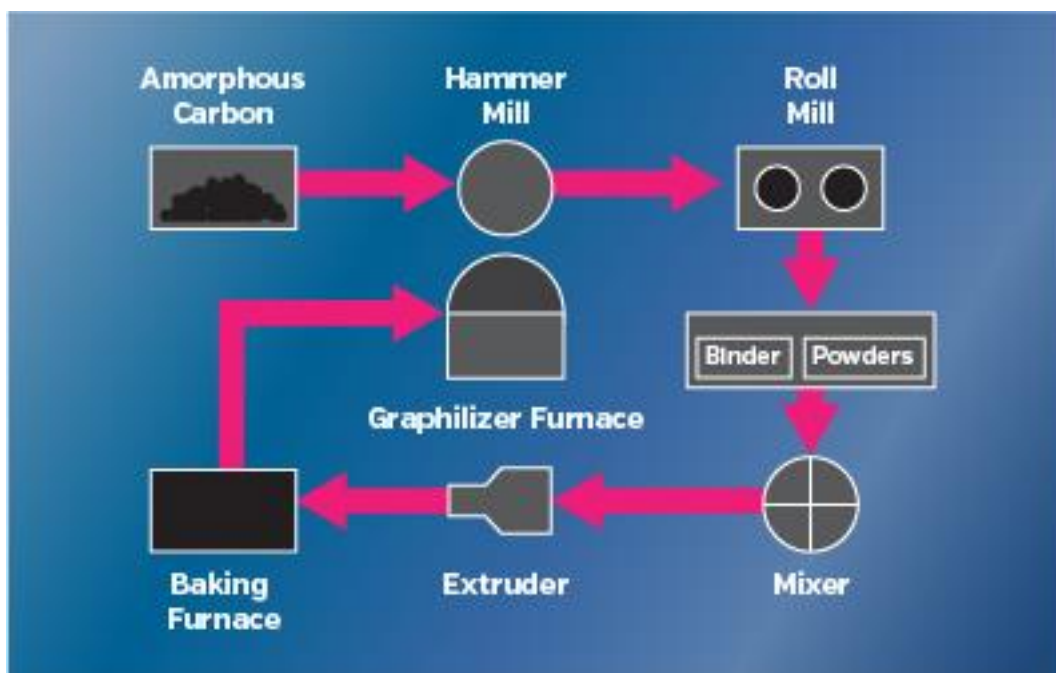 Amorphous
Carbon
Hammer
Mill
Roll
Mill
Binder
Powders
Graphilizer Furnace
Baking
Furnace
Extruder
Mixer